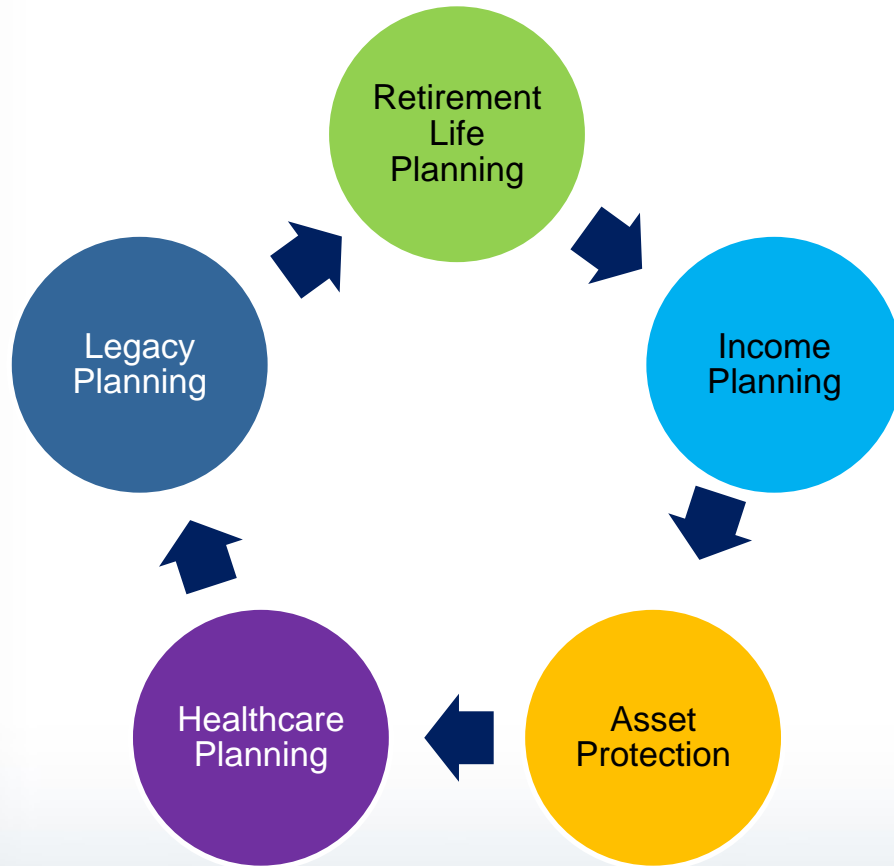 Retirement
Life
Planning
Income
Planning
Asset
Protection
Healthcare
Planning
Legacy
Planning